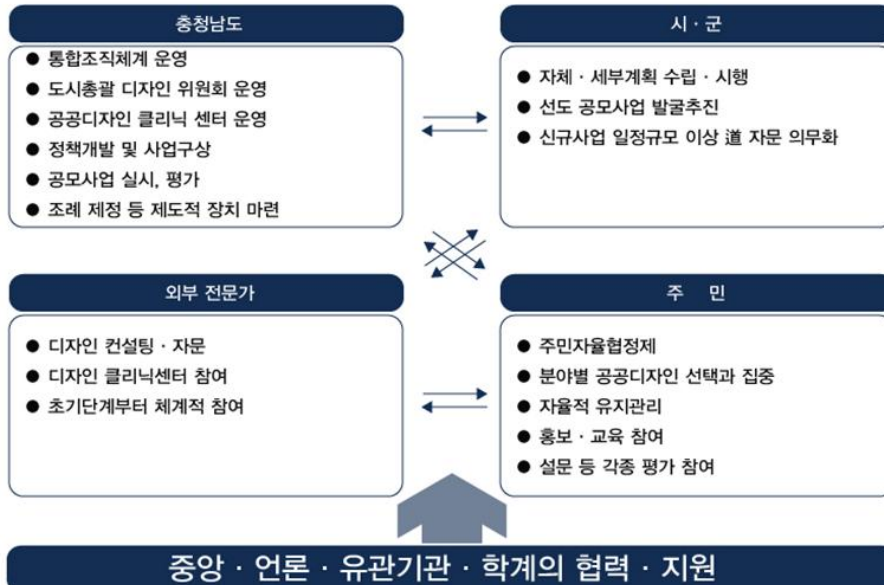 충청남도
● 통합조직체계 운영
● 도시총괄 디자인 위원회 운영
● 공공디자인 클리닉 센터 운영
● 정책개발 및 사업구상
● 공모사업 실시, 평가
● 조례 제정 등 제도적 장치 마련
시 · 군
● 자체 · 세부계획 수립 · 시행
● 선도 공모사업 발굴추진
● 신규사업 일정규모 이상 道 자문 의무화
외부 전문가
● 디자인 컨설팅 · 자문
● 디자인 클리닉센터 참여
● 초기단계부터 체계적 참여
주 민
● 주민자율협정제
● 분야별 공공디자인 선택과 집중
● 자율적 유지관리
● 홍보 · 교육 참여
● 설문 등 각종 평가 참여
중앙 · 언론 · 유관기관 · 학계의 협력 · 지원